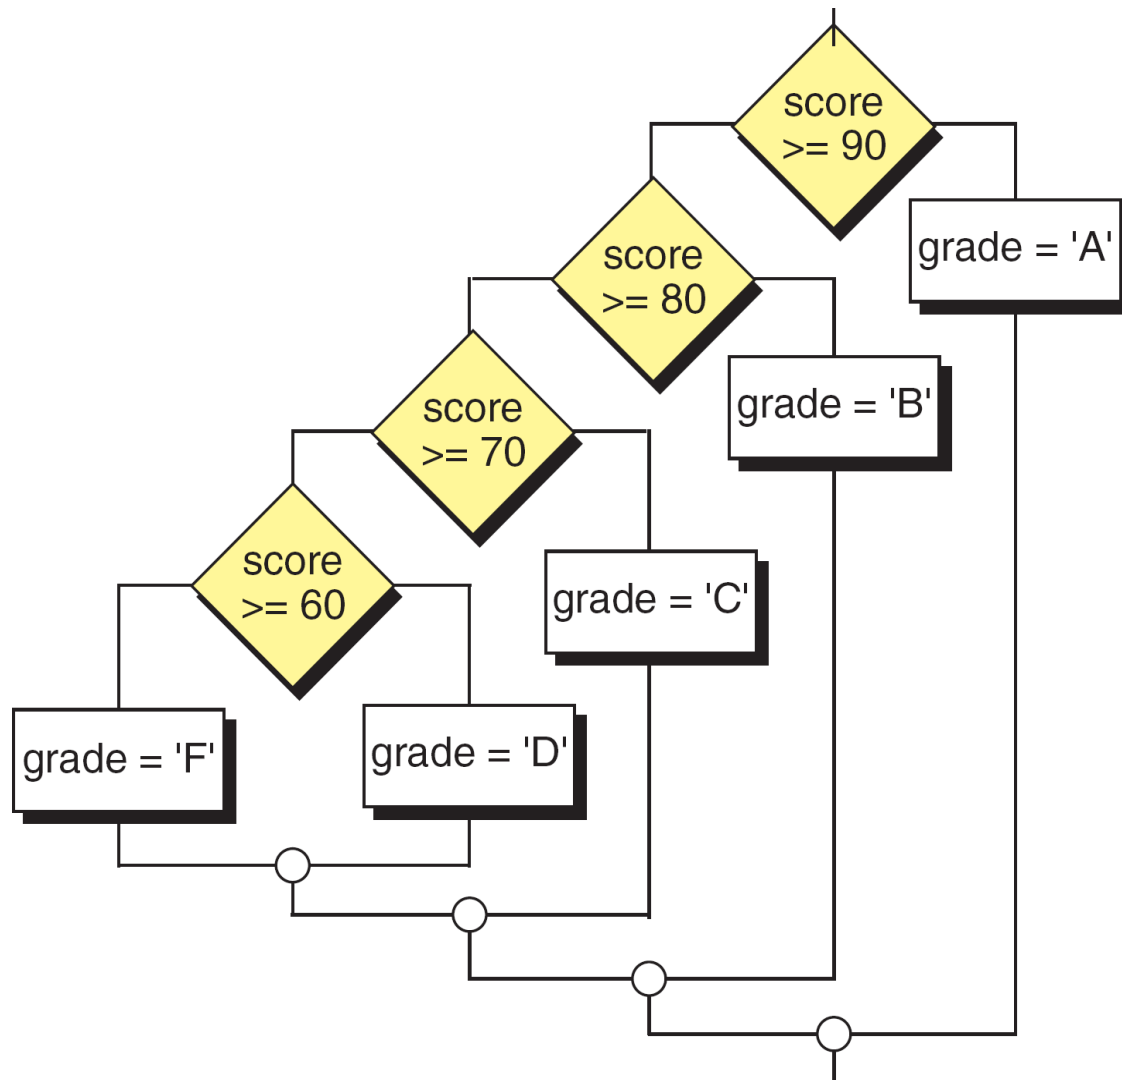 score
>= 90
grade = 'A'
score
>= 80
grade = 'B'
score
>= 70
grade = 'C'
score
>= 60
grade = 'F'
grade = 'D'